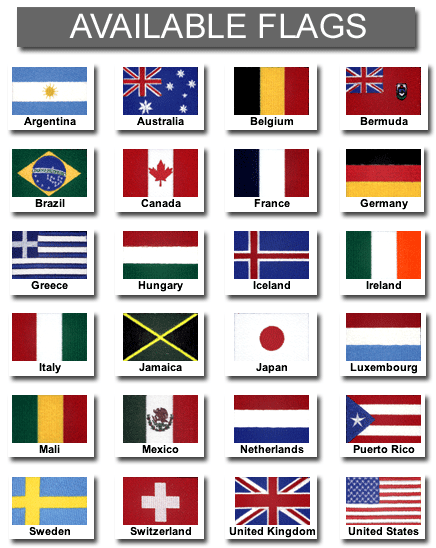 AVAILABLE FLAGS
Argentina Australia Belgium Bermuda
Brazil Canada France Germany
Greece Hungary Iceland Ireland
Italy Jamaica Japan Luxembourg
Mali Mexico Netherlands Puerto Rico
Sweden Switzerland United Kingdom United States